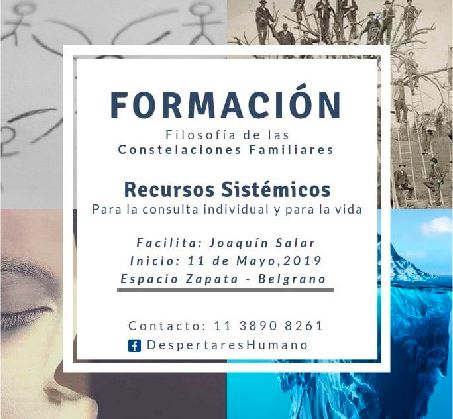 FORMACIÓN
Filosofía de las
Constelaciones Familiares
Recursos Sistémicos
Para la consulta individual y para la vida
Facilita: Joaquín Salar
Inicio: 11 de Mayo,2019
Espacio Zapata - Belgrano
Contacto: 11 3890 8261
DespertaresHumano